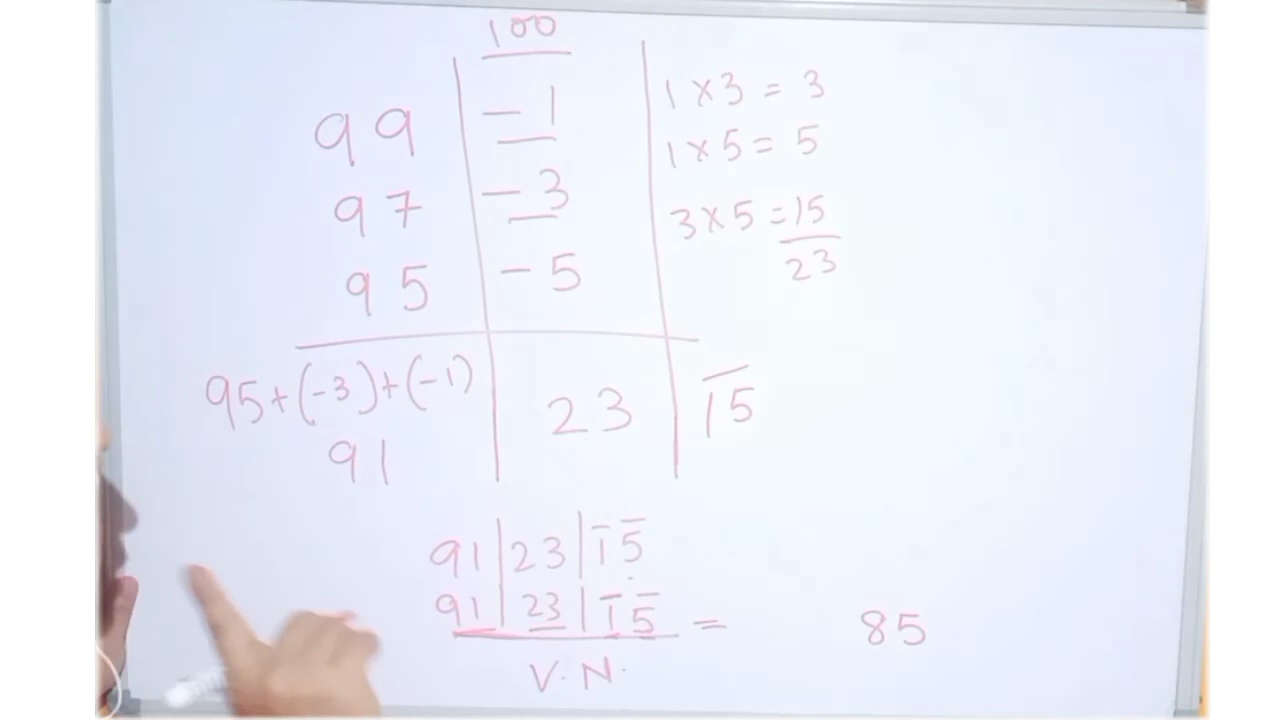 100
99 | -1 | 1 × 3 = 3
97 | -3 | 1 × 5 = 5
95 | -5 | 3 × 5 = 15
23
95+(-3)+(-1) | 23 | 1̅5̅
91
91|23|1̅5̅
91|23|1̅5̅ = 85
V.N.